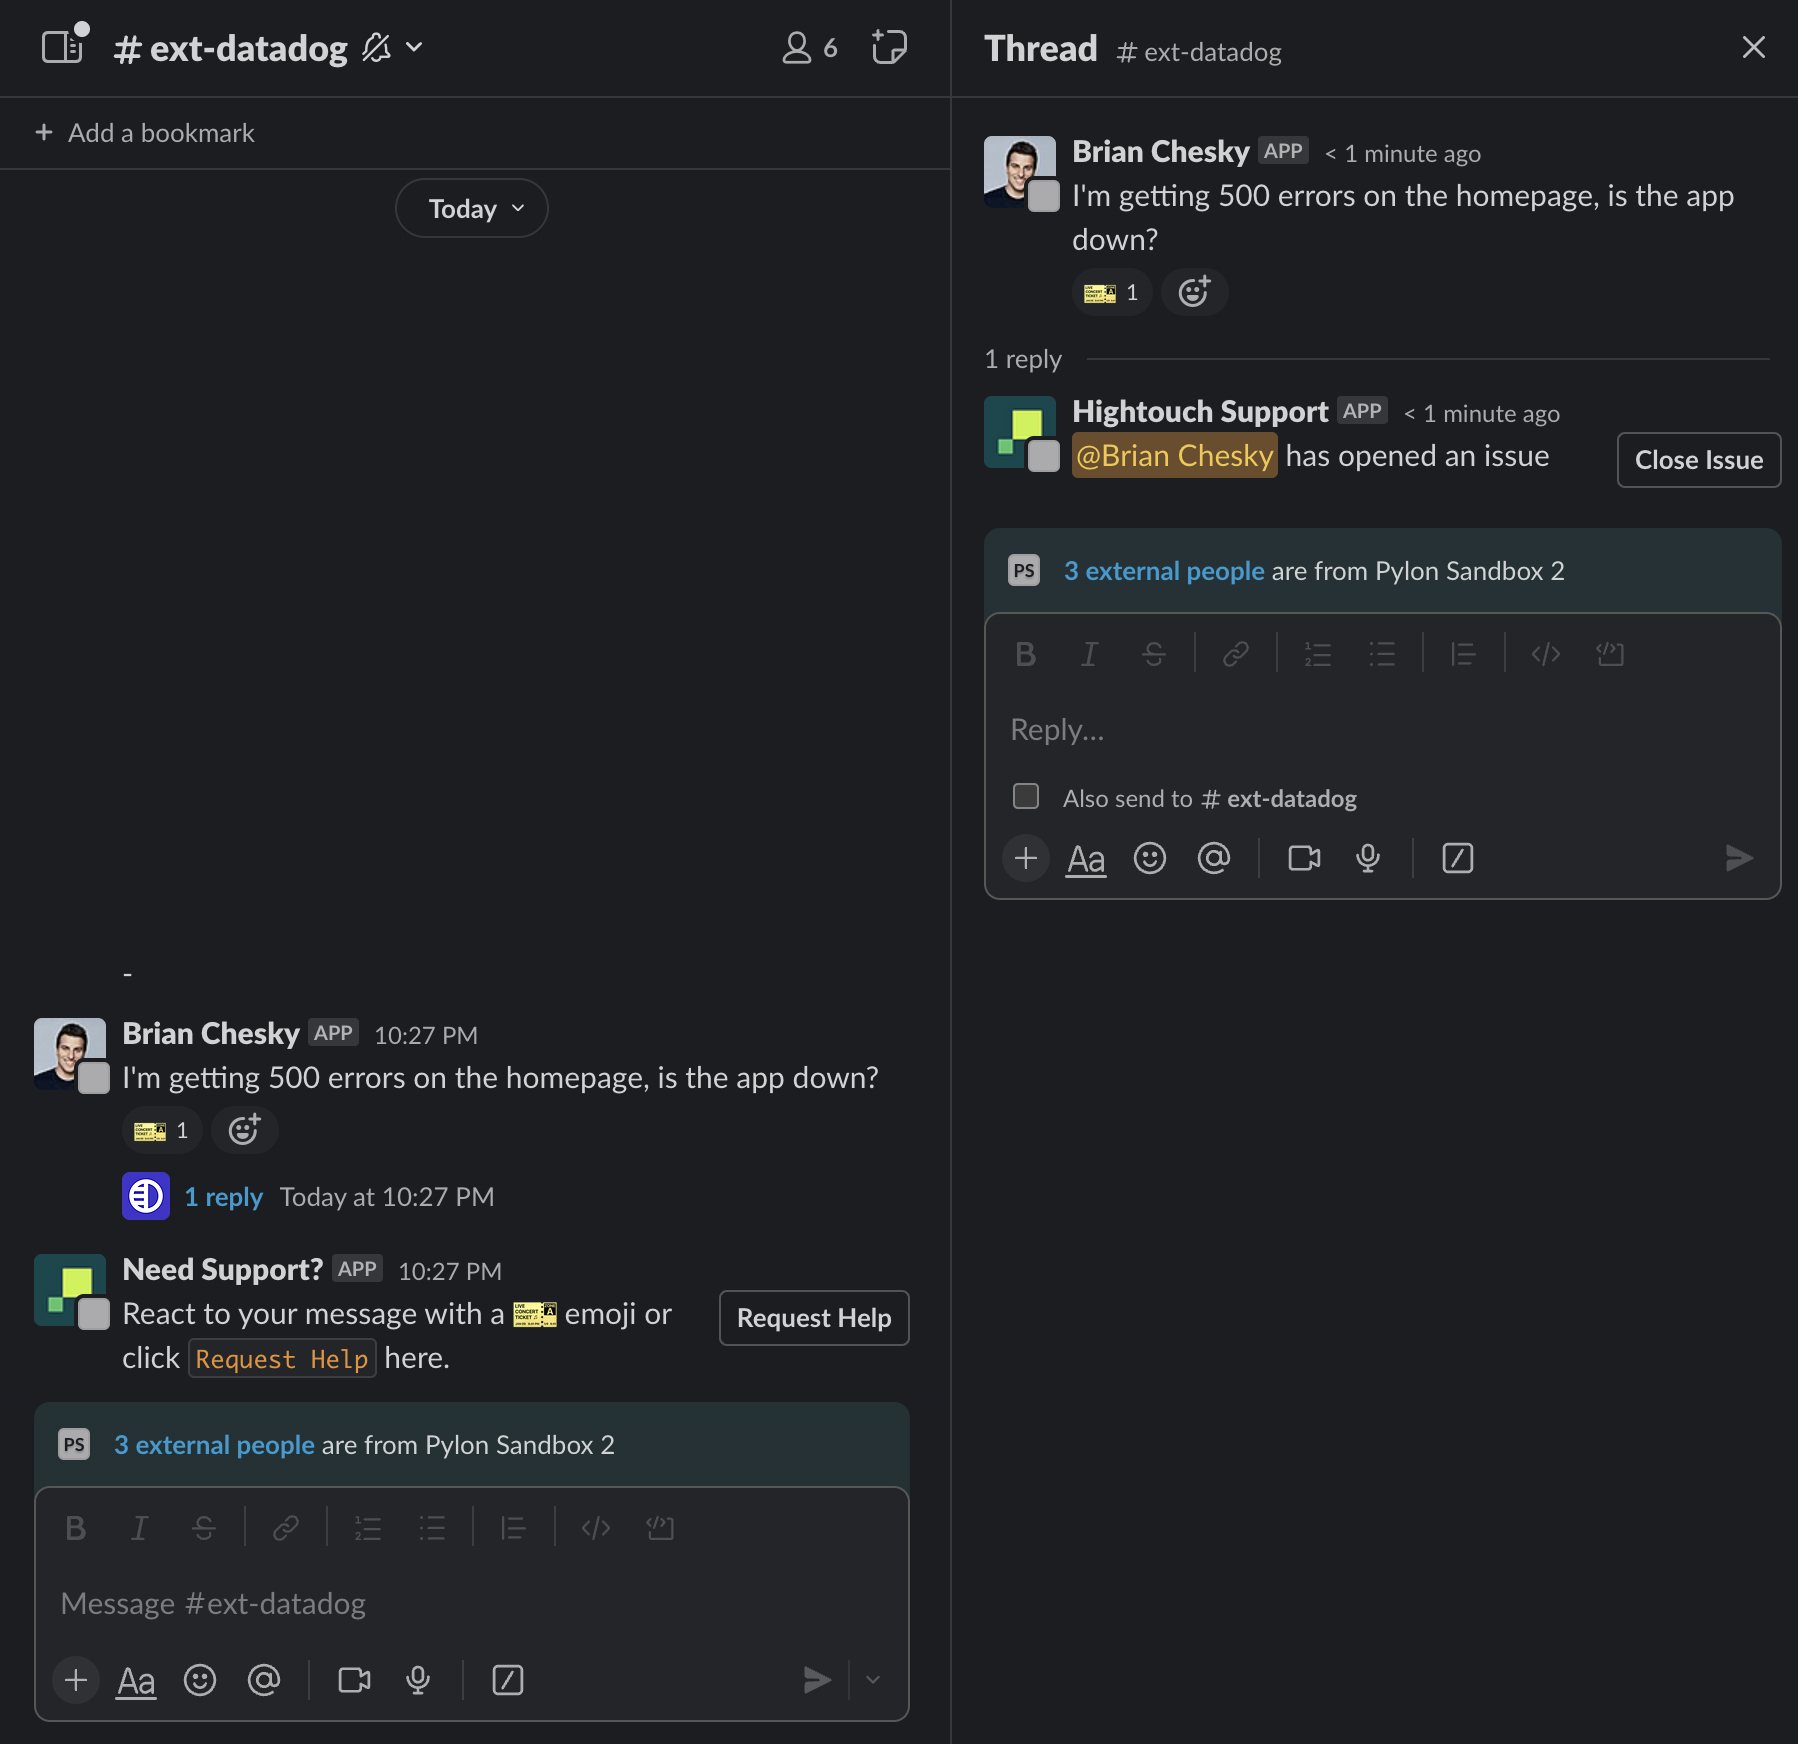 # ext-datadog
6
+ Add a bookmark
Today
-
Brian Chesky APP 10:27 PM
I'm getting 500 errors on the homepage, is the app down?
1
1 reply Today at 10:27 PM
Need Support? APP 10:27 PM
React to your message with a emoji or
click Request Help here.
Request Help
PS 3 external people are from Pylon Sandbox 2
B I S
Message #ext-datadog
Aa
Thread # ext-datadog
Brian Chesky APP < 1 minute ago
I'm getting 500 errors on the homepage, is the app
down?
1
1 reply
Hightouch Support APP < 1 minute ago
@Brian Chesky has opened an issue
Close Issue
PS 3 external people are from Pylon Sandbox 2
B I S
Reply...
Also send to # ext-datadog
Aa